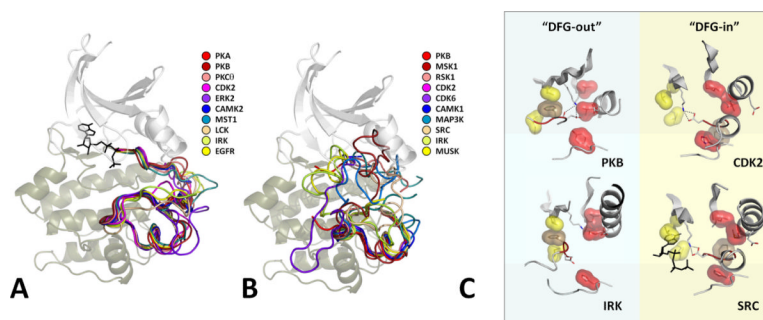 PKA
PKB
PKCθ
CDK2
ERK2
CAMK2
MST1
LCK
IRK
EGFR
A
PKB
MSK1
RSK1
CDK2
CDK6
CAMK1
MAP3K
SRC
IRK
MUSK
B
“DFG-out”
“DFG-in”
PKB
CDK2
IRK
SRC
C